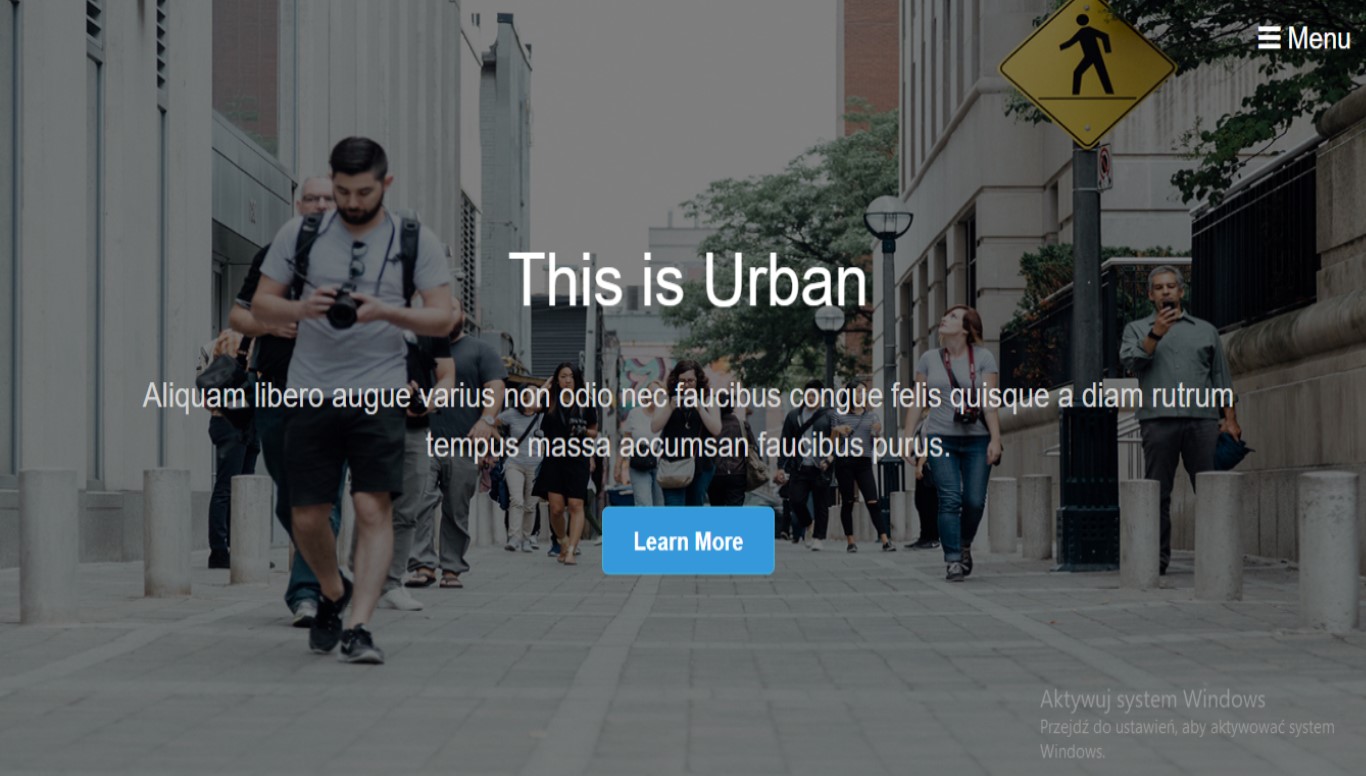 Menu
This is Urban
Aliquam libero augue varius non odio nec faucibus congue felis quisque a diam rutrum
tempus massa accumsan faucibus purus.
Learn More
Aktywuj system Windows
Przejdź do ustawień, aby aktywować system
Windows.